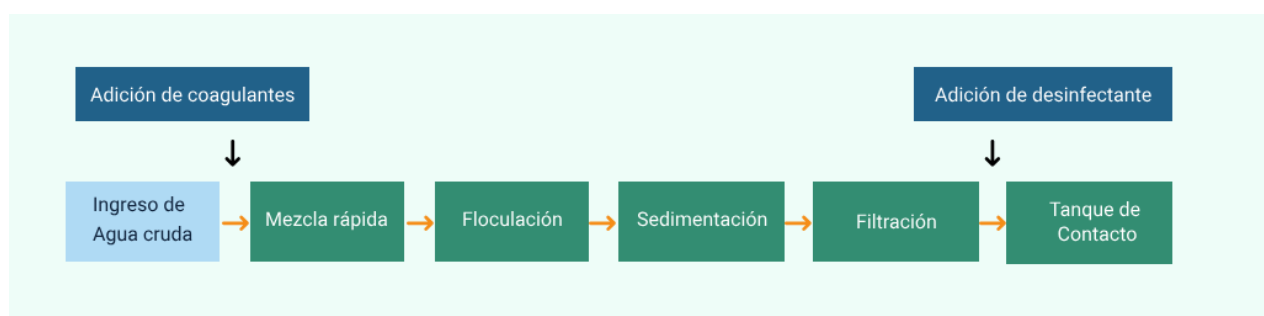 Adición de coagulantes
Adición de desinfectante
Ingreso de
Agua cruda
Mezcla rápida
Floculación
Sedimentación
Filtración
Tanque de
Contacto